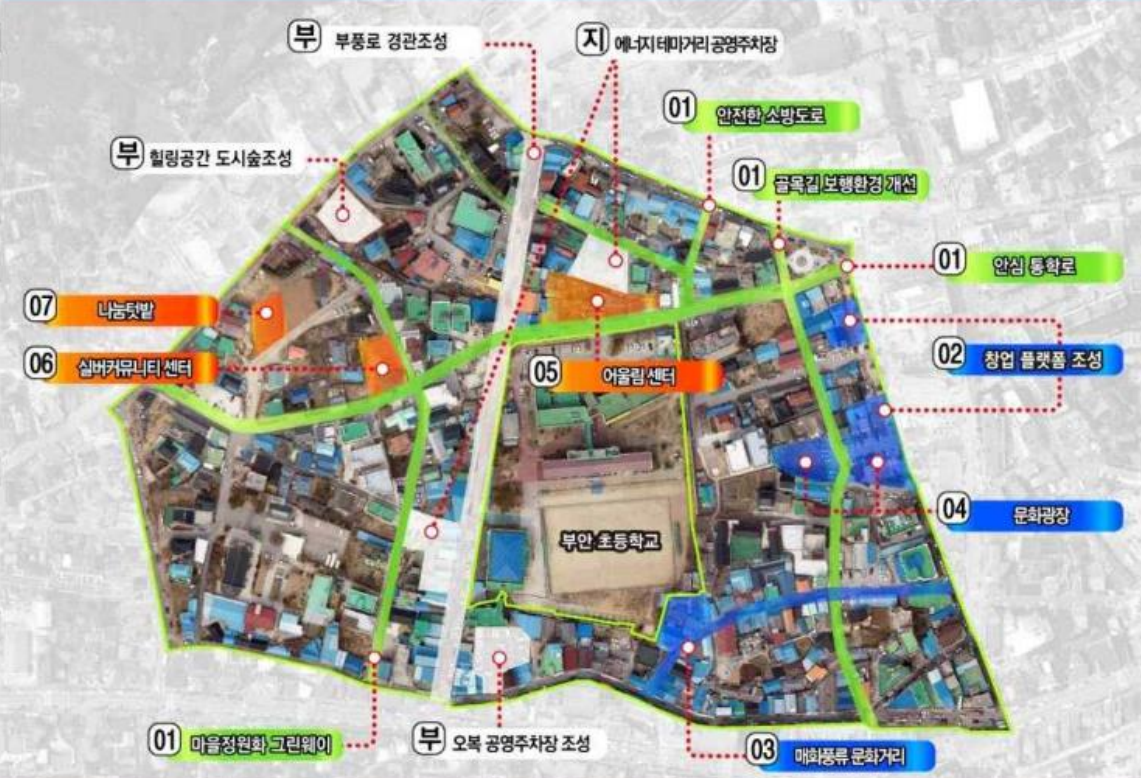 부 부풍로 경관조성
지 에너지 테마거리 공영주차장
01 안전한 소방도로
부 힐링공간 도시숲조성
01 골목길 보행환경 개선
01 안심 통학로
07 나눔텃밭
06 실버커뮤니티 센터
05 어울림 센터
02 창업 플랫폼 조성
04 문화광장
부안 초등학교
01 마을정원화 그린웨이
부 오복 공영주차장 조성
03 매화풍류 문화거리